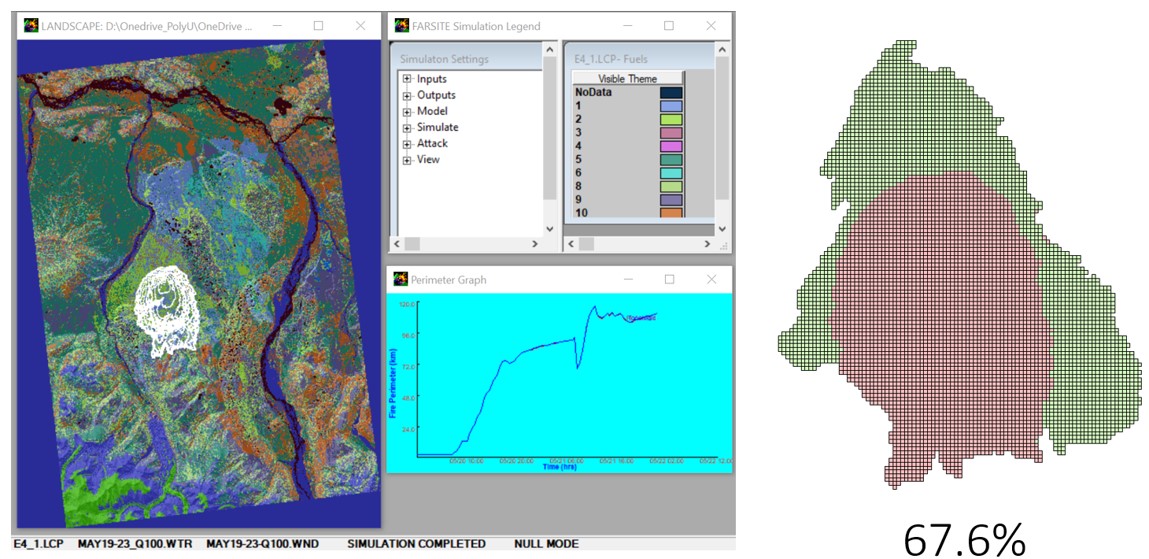 LANDSCAPE: D:\Onedrive_PolyU\OneDrive ...
FARSITE Simulation Legend
Simulaton Settings
Inputs
Outputs
Model
Simulate
Attack
View
E4_1.LCP- Fuels
Visible Theme
NoData
1
2
3
4
5
6
8
9
10
Perimeter Graph
Fire Perimeter (km)
120.0
96.0
72.0
48.0
24.0
05/20 10:00
05/20 20:00
05/21 06:00
05/21 16:00
05/22 02:00
05/22 12:0
Time (hrs)
E4_1.LCP MAY19-23_Q100.WTR MAY19-23-Q100.WND SIMULATION COMPLETED NULL MODE
67.6%